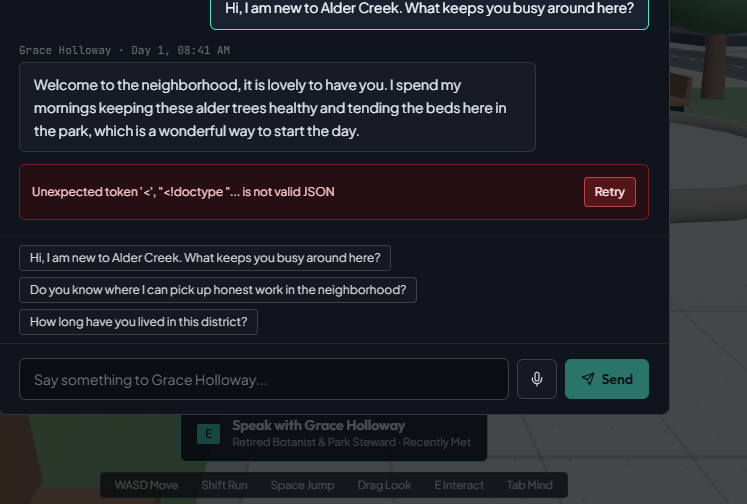 Hi, I am new to Alder Creek. What keeps you busy around here?
Grace Holloway · Day 1, 08:41 AM
Welcome to the neighborhood, it is lovely to have you. I spend my
mornings keeping these alder trees healthy and tending the beds here in
the park, which is a wonderful way to start the day.
Unexpected token '<', "<!doctype "... is not valid JSON
Retry
Hi, I am new to Alder Creek. What keeps you busy around here?
Do you know where I can pick up honest work in the neighborhood?
How long have you lived in this district?
Say something to Grace Holloway...
Send
E
Speak with Grace Holloway
Retired Botanist & Park Steward · Recently Met
WASD Move Shift Run Space Jump Drag Look E Interact Tab Mind